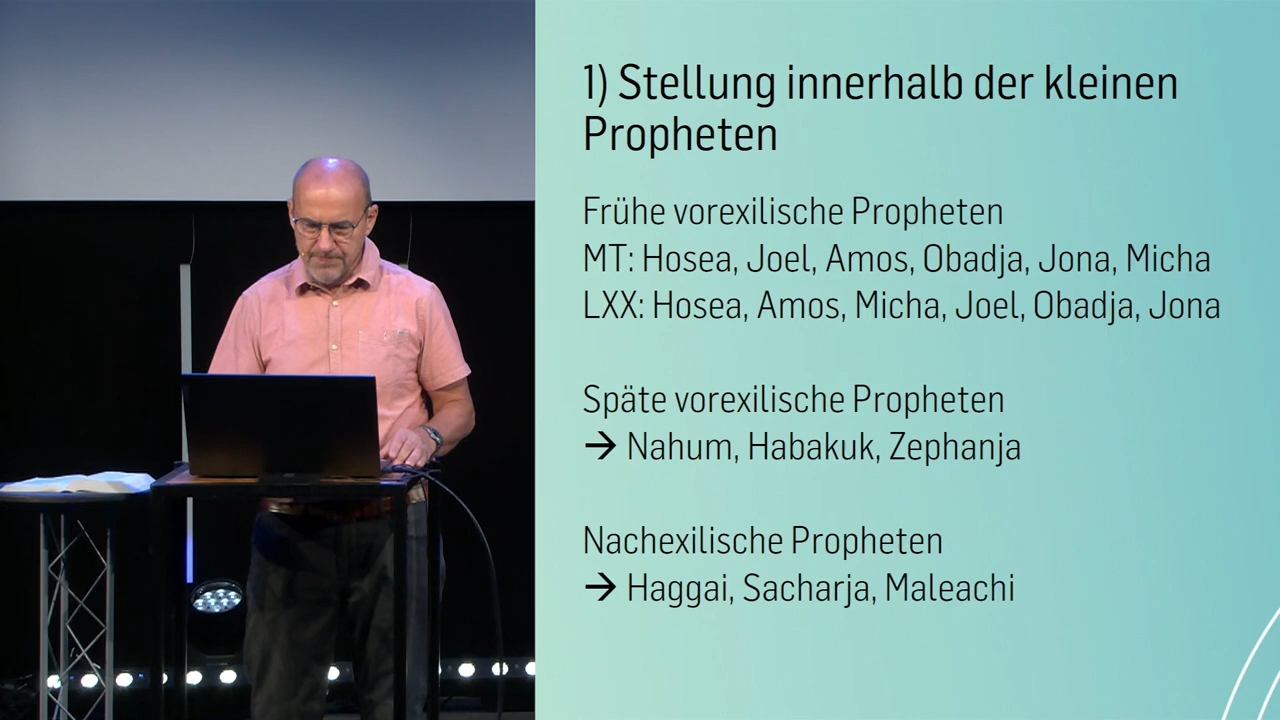 1) Stellung innerhalb der kleinen
Propheten
Frühe vorexilische Propheten
MT: Hosea, Joel, Amos, Obadja, Jona, Micha
LXX: Hosea, Amos, Micha, Joel, Obadja, Jona
Späte vorexilische Propheten
→ Nahum, Habakuk, Zephanja
Nachexilische Propheten
→ Haggai, Sacharja, Maleachi